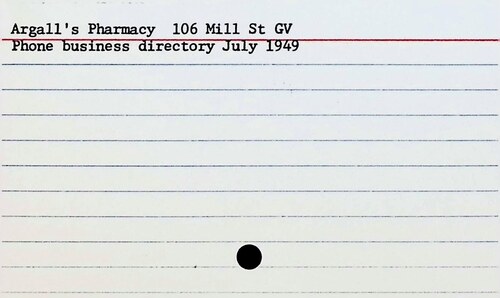 Argall's Pharmacy 106 Mill St GV
Phone business directory July 1949